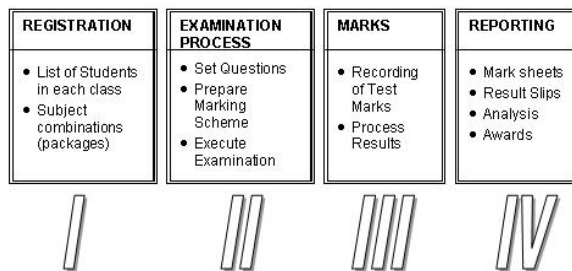 REGISTRATION
• List of Students
in each class
• Subject
combinations
(packages)
EXAMINATION
PROCESS
• Set Questions
• Prepare
Marking
Scheme
• Execute
Examination
MARKS
• Recording
of Test
Marks
• Process
Results
REPORTING
• Mark sheets
• Result Slips
• Analysis
• Awards
I
II
III
IV